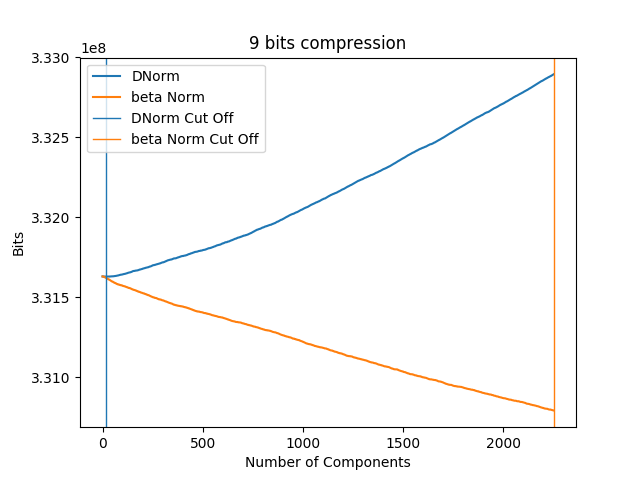 9 bits compression
1e8
3.330
3.325
3.320
3.315
3.310
Bits
DNorm
beta Norm
DNorm Cut Off
beta Norm Cut Off
0 500 1000 1500 2000
Number of Components